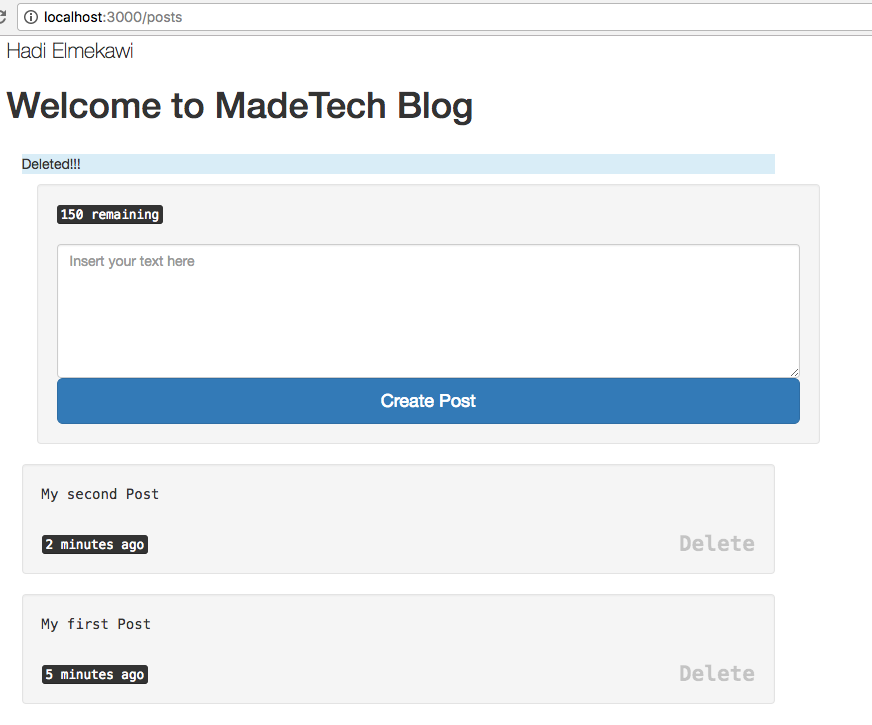 localhost:3000/posts
Hadi Elmekawi
Welcome to MadeTech Blog
Deleted!!!
150 remaining
Insert your text here
Create Post
My second Post
2 minutes ago Delete
My first Post
5 minutes ago Delete